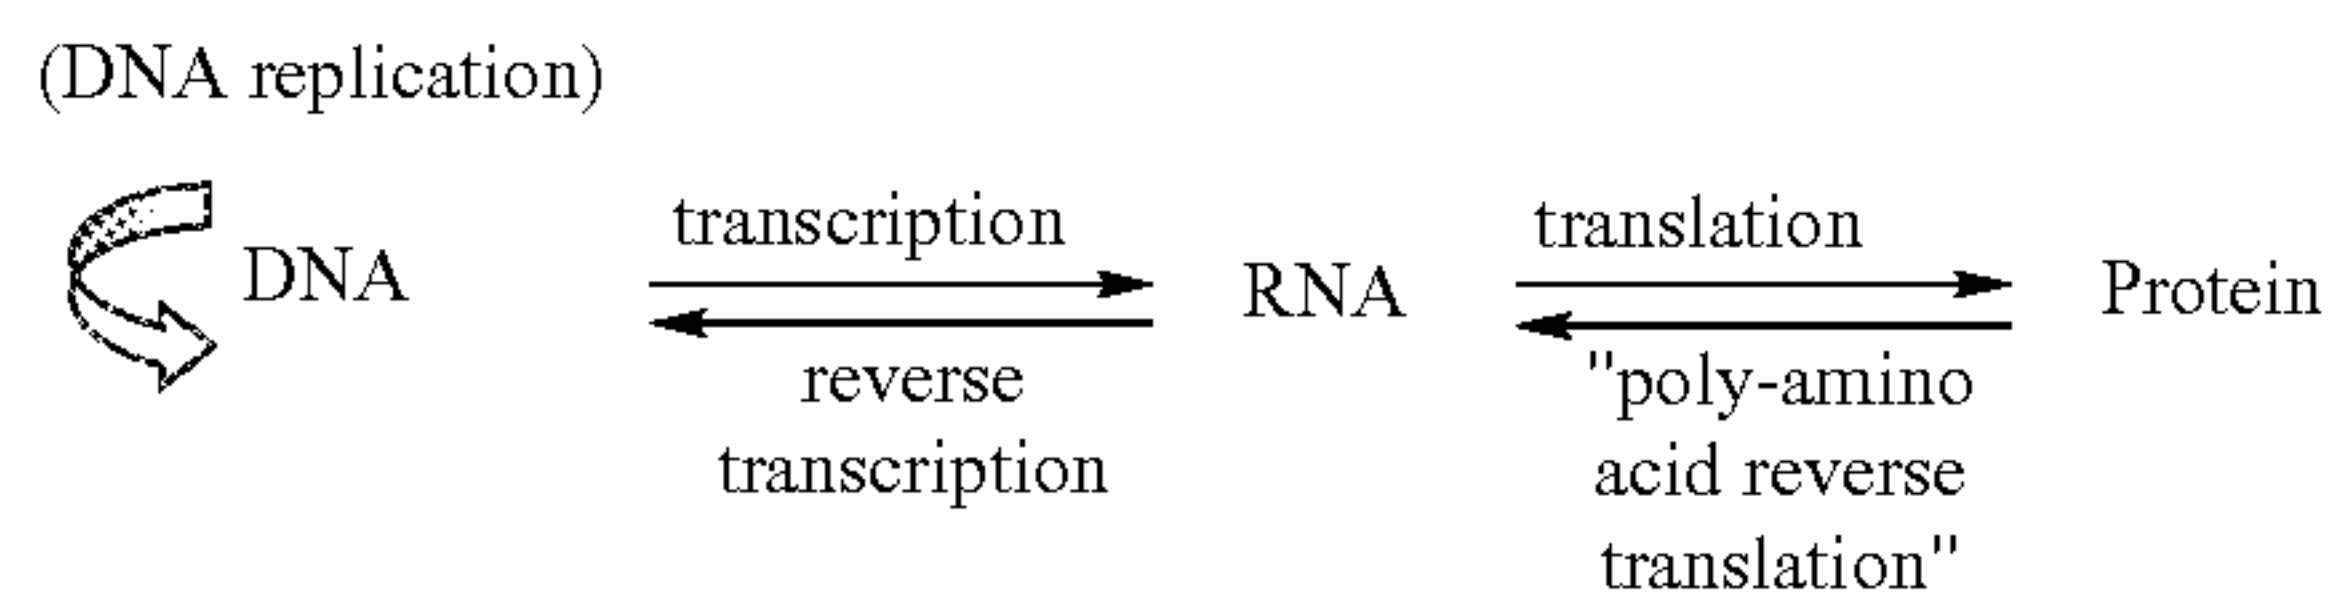 (DNA replication)
transcription
translation
DNA
RNA
Protein
reverse
transcription
"poly-amino
acid reverse
translation"